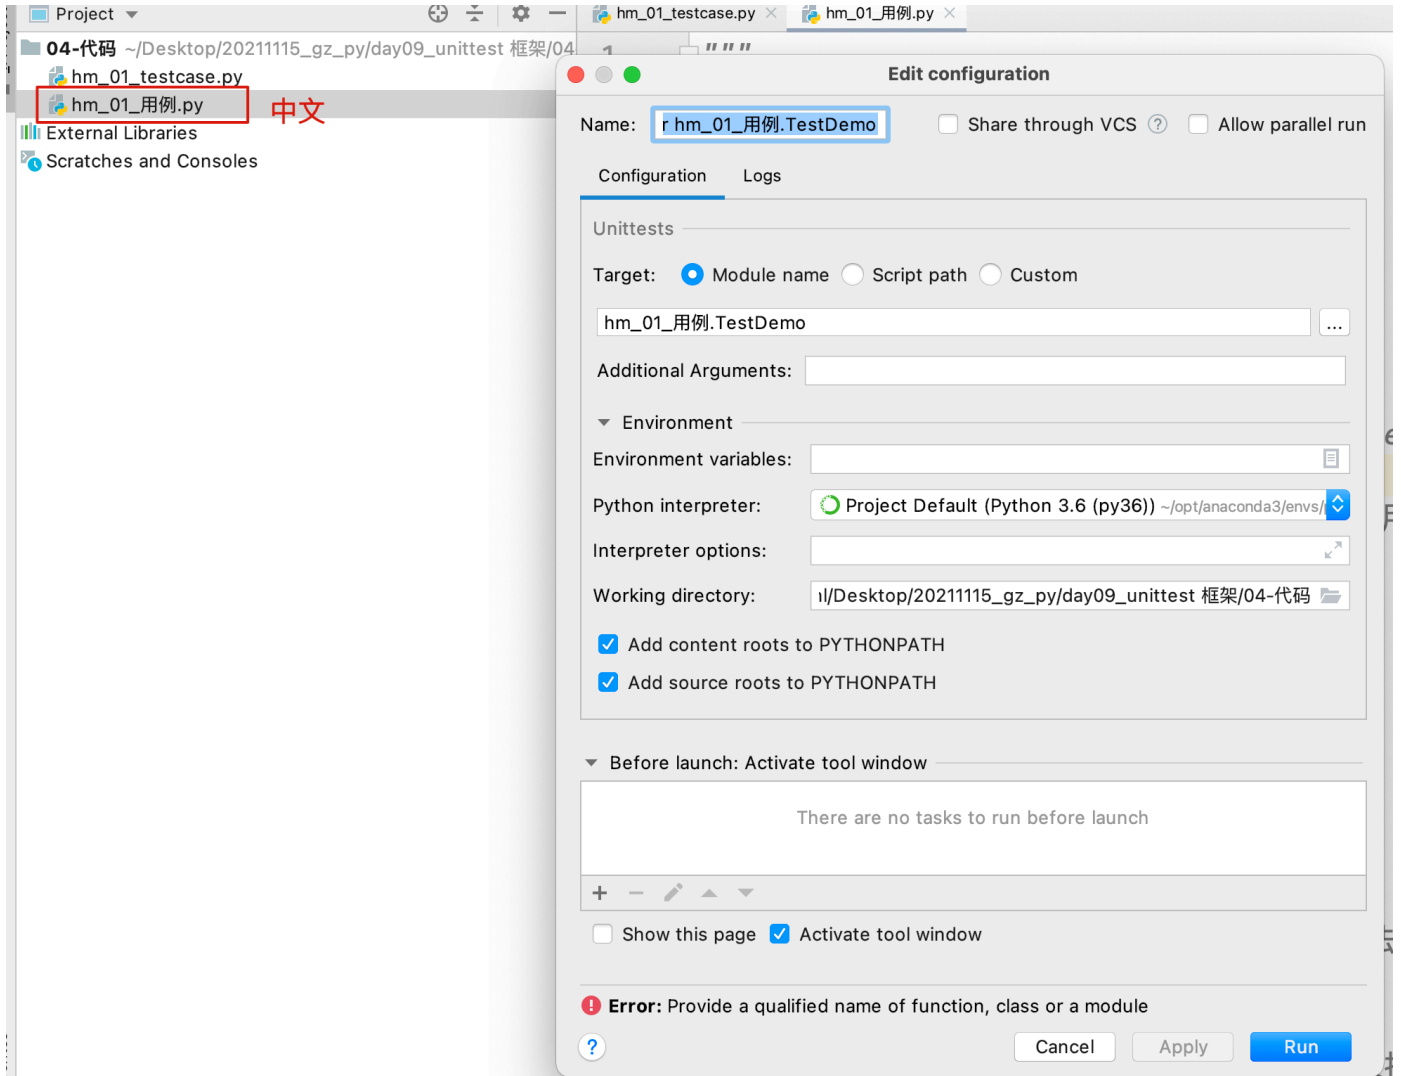 Project
hm_01_testcase.py
hm_01_用例.py
04-代码 ~/Desktop/20211115_gz_py/day09_unittest 框架/04
1
"""
hm_01_testcase.py
hm_01_用例.py
中文
External Libraries
Scratches and Consoles
Edit configuration
Name: r hm_01_用例.TestDemo
Share through VCS ?
Allow parallel run
Configuration
Logs
Unittests
Target: Module name Script path Custom
hm_01_用例.TestDemo
...
Additional Arguments:
Environment
Environment variables:
Python interpreter: Project Default (Python 3.6 (py36)) ~/opt/anaconda3/envs/
Interpreter options:
Working directory: /Desktop/20211115_gz_py/day09_unittest 框架/04-代码
Add content roots to PYTHONPATH
Add source roots to PYTHONPATH
Before launch: Activate tool window
There are no tasks to run before launch
Show this page Activate tool window
Error: Provide a qualified name of function, class or a module
? Cancel Apply Run